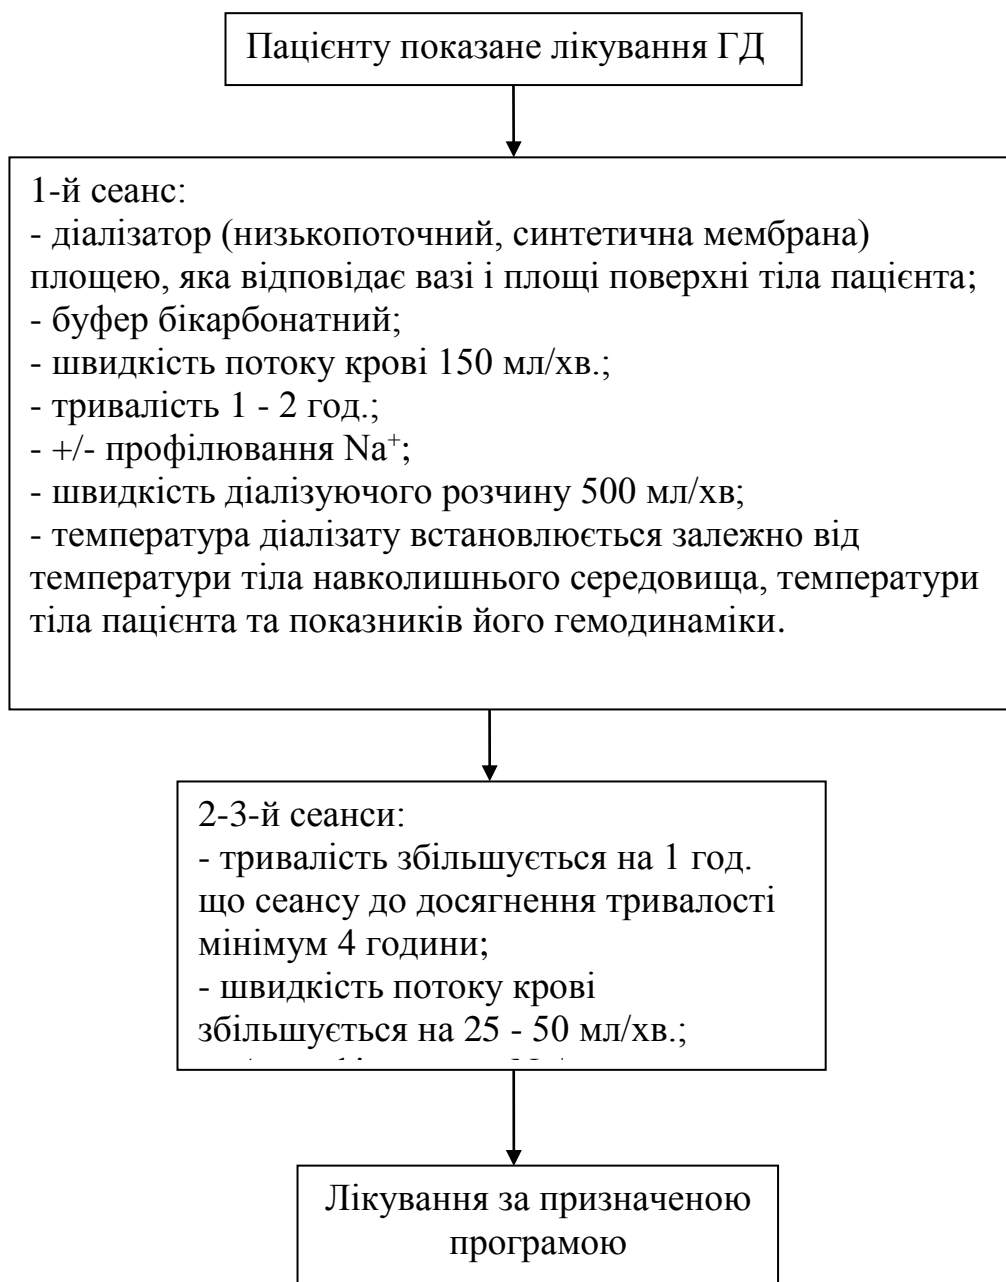 Пацієнту показане лікування ГД
1-й сеанс:
- діалізатор (низькопоточний, синтетична мембрана)
площею, яка відповідає вазі і площі поверхні тіла пацієнта;
- буфер бікарбонатний;
- швидкість потоку крові 150 мл/хв.;
- тривалість 1 - 2 год.;
- +/- профілювання Na⁺;
- швидкість діалізуючого розчину 500 мл/хв;
- температура діалізату встановлюється залежно від
температури тіла навколишнього середовища, температури
тіла пацієнта та показників його гемодинаміки.
2-3-й сеанси:
- тривалість збільшується на 1 год.
що сеансу до досягнення тривалості
мінімум 4 години;
- швидкість потоку крові
збільшується на 25 - 50 мл/хв.;
Лікування за призначеною
програмою